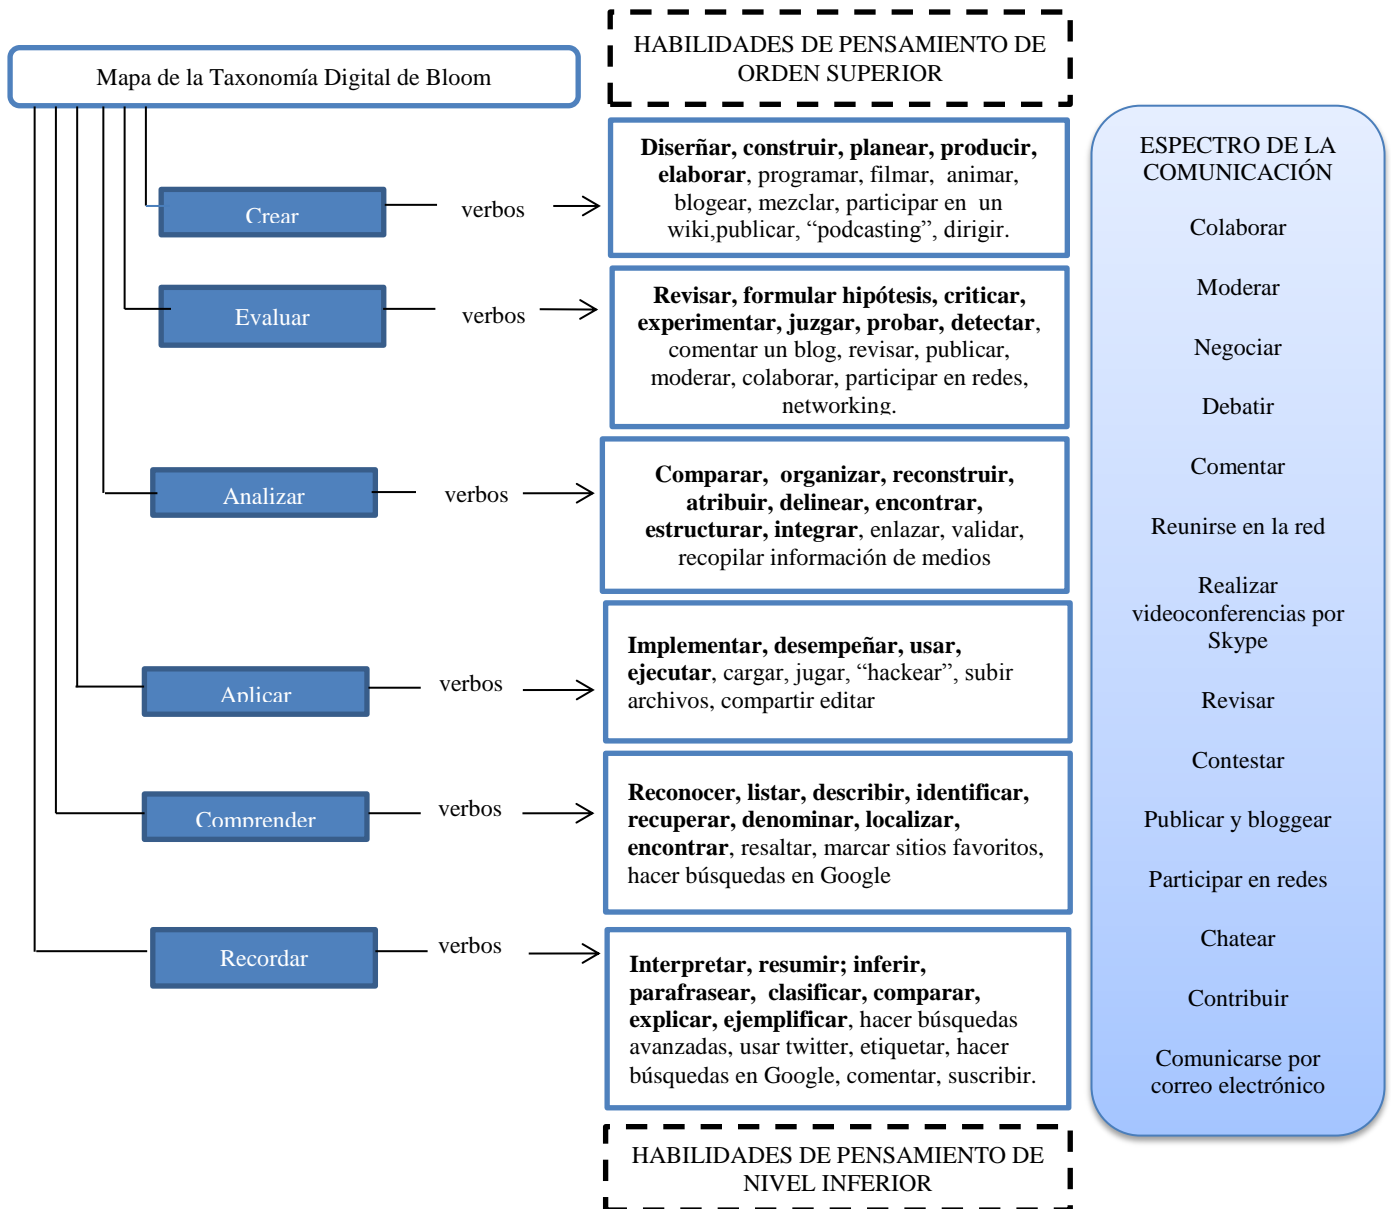 HABILIDADES DE PENSAMIENTO DE
ORDEN SUPERIOR
Mapa de la Taxonomía Digital de Bloom
Crear
verbos
Diserñar, construir, planear, producir,
elaborar, programar, filmar, animar,
blogear, mezclar, participar en un
wiki,publicar, “podcasting”, dirigir.
Evaluar
verbos
Revisar, formular hipótesis, criticar,
experimentar, juzgar, probar, detectar,
comentar un blog, revisar, publicar,
moderar, colaborar, participar en redes,
networking.
Analizar
verbos
Comparar, organizar, reconstruir,
atribuir, delinear, encontrar,
estructurar, integrar, enlazar, validar,
recopilar información de medios
Aplicar
verbos
Implementar, desempeñar, usar,
ejecutar, cargar, jugar, “hackear”, subir
archivos, compartir editar
Comprender
verbos
Reconocer, listar, describir, identificar,
recuperar, denominar, localizar,
encontrar, resaltar, marcar sitios favoritos,
hacer búsquedas en Google
Recordar
verbos
Interpretar, resumir; inferir,
parafrasear, clasificar, comparar,
explicar, ejemplificar, hacer búsquedas
avanzadas, usar twitter, etiquetar, hacer
búsquedas en Google, comentar, suscribir.
HABILIDADES DE PENSAMIENTO DE
NIVEL INFERIOR
ESPECTRO DE LA
COMUNICACIÓN
Colaborar
Moderar
Negociar
Debatir
Comentar
Reunirse en la red
Realizar
videoconferencias por
Skype
Revisar
Contestar
Publicar y bloggear
Participar en redes
Chatear
Contribuir
Comunicarse por
correo electrónico